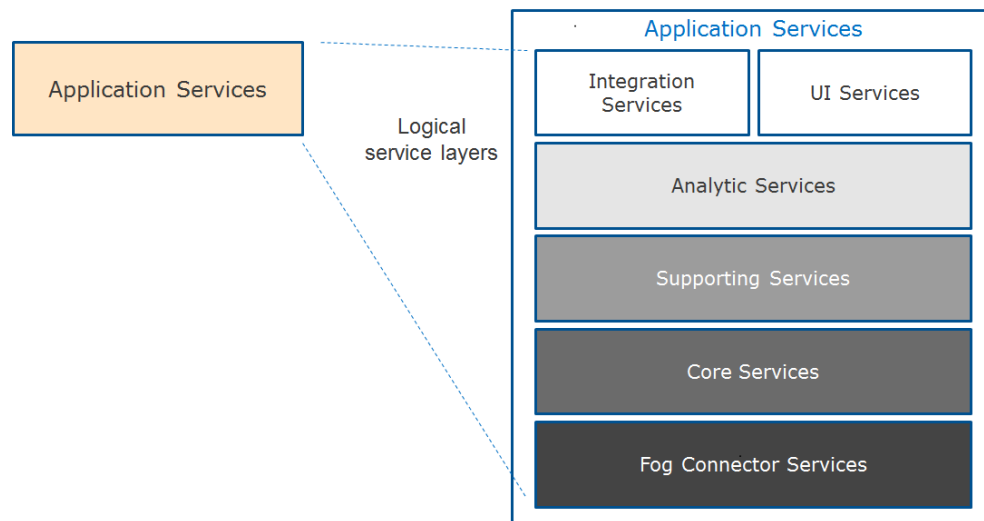 Application Services
Application Services
Logical
service layers
Integration
Services
UI Services
Analytic Services
Supporting Services
Core Services
Fog Connector Services